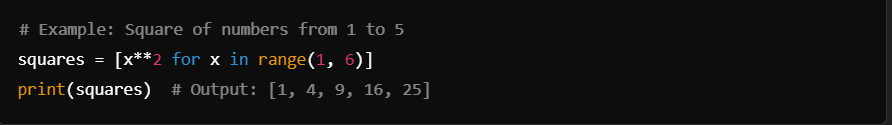 # Example: Square of numbers from 1 to 5
squares = [x**2 for x in range(1, 6)]
print(squares)  # Output: [1, 4, 9, 16, 25]